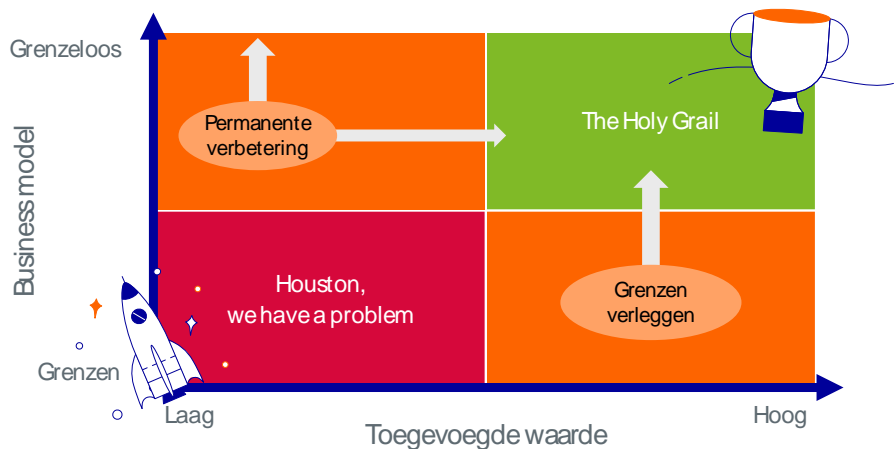 Grenzeloos
Business model
Grenzen
Permanente
verbetering
The Holy Grail
Houston,
we have a problem
Grenzen
verleggen
Laag
Hoog
Toegevoegde waarde